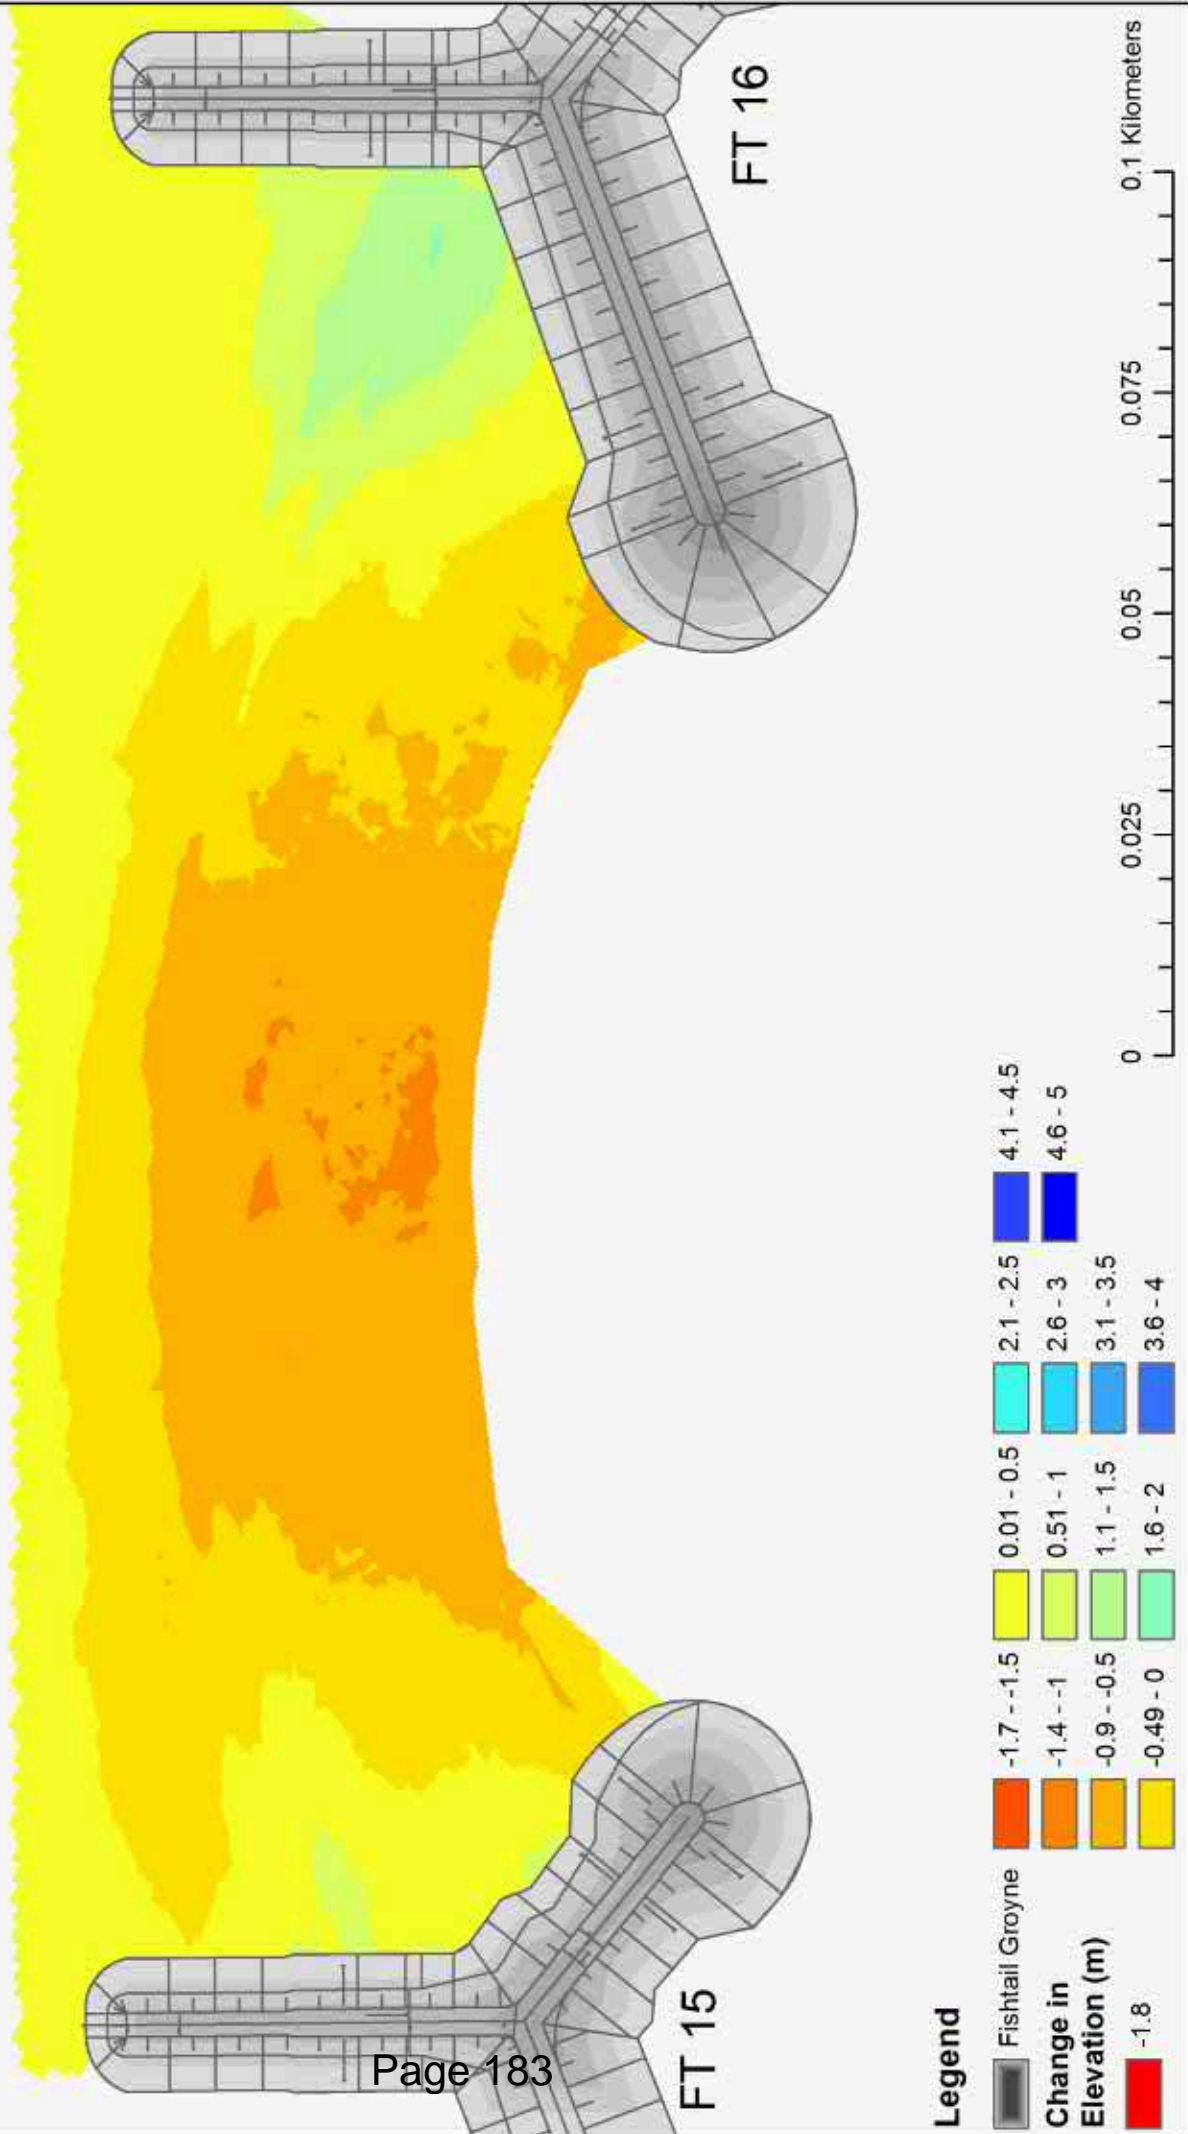 FT 15
FT 16
Page 183
Legend
Fishtail Groyne
Change in
Elevation (m)
-1.8
-1.7 - -1.5
-1.4 - -1
-0.9 - -0.5
-0.49 - 0
0.01 - 0.5
0.51 - 1
1.1 - 1.5
1.6 - 2
2.1 - 2.5
2.6 - 3
3.1 - 3.5
3.6 - 4
4.1 - 4.5
4.6 - 5
0 0.025 0.05 0.075 0.1 Kilometers